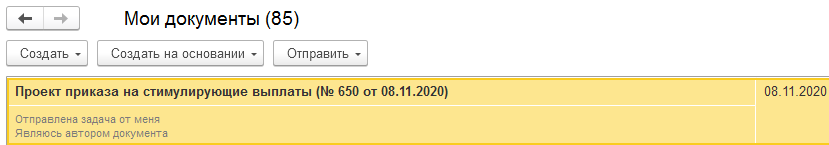 Мои документы (85)
Создать Создать на основании Отправить
Проект приказа на стимулирующие выплаты (№ 650 от 08.11.2020) 08.11.2020
Отправлена задача от меня
Являюсь автором документа